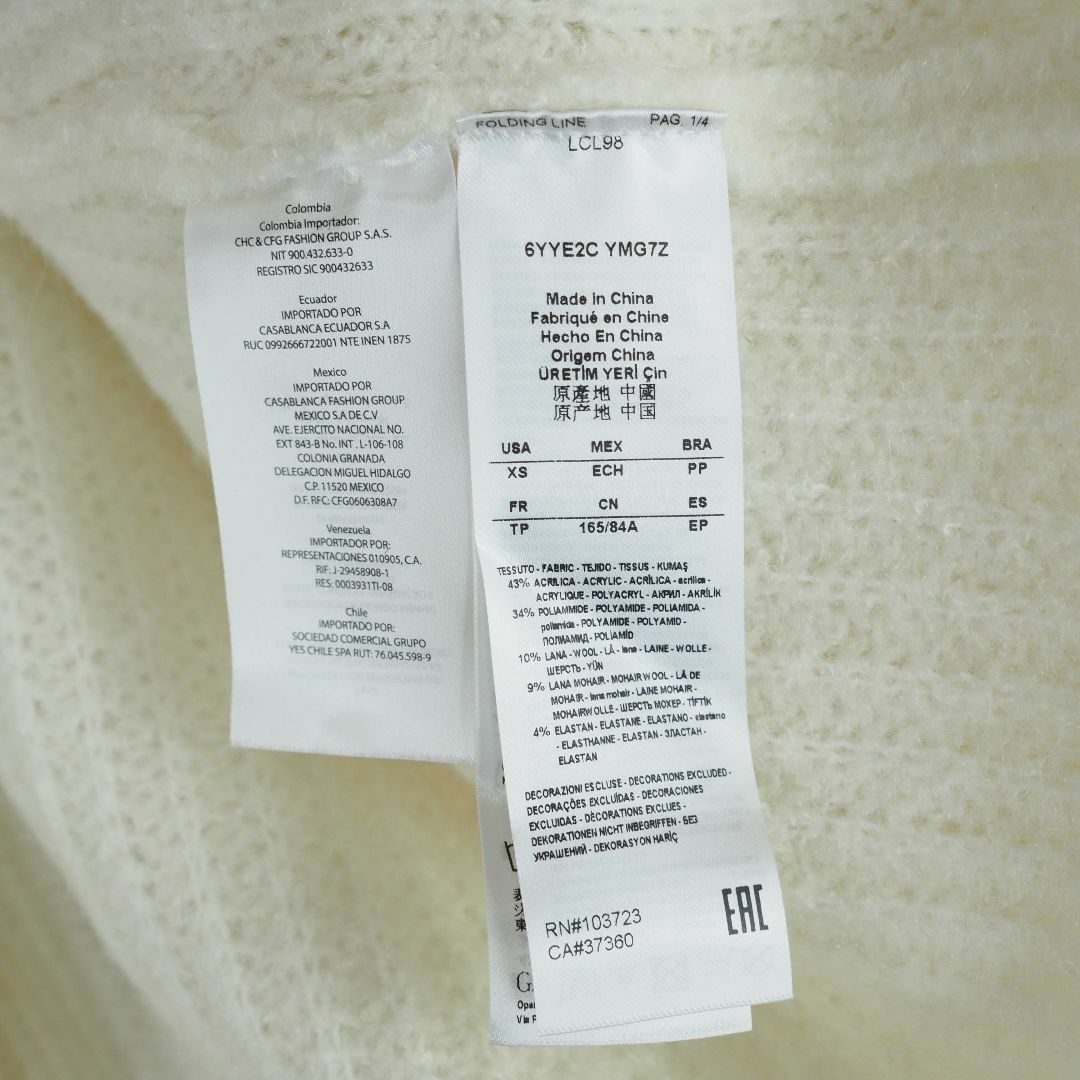 Colombia
Colombia Importador:
CHC & CFG FASHION GROUP S.A.S.
NIT 900.432.633-0
REGISTRO SIC 900432633
Ecuador
IMPORTADO POR
CASABLANCA ECUADOR S.A
RUC 0992666722001 NTE INEN 1875
Mexico
IMPORTADO POR
CASABLANCA FASHION GROUP
MEXICO S.A DE C.V
AVE. EJERCITO NACIONAL NO.
EXT 843-B No. INT . L-106-108
COLONIA GRANADA
DELEGACION MIGUEL HIDALGO
C.P. 11520 MEXICO
D.F. RFC: CFG0606308A7
Venezuela
IMPORTADO POR:
REPRESENTACIONES 010905, C.A.
RIF: J-29458908-1
RES: 0003931TI-08
Chile
IMPORTADO POR:
SOCIEDAD COMERCIAL GRUPO
YES CHILE SPA RUT: 76.045.598-9
FOLDING LINE PAG. 1/4
LCL98
6YYE2C YMG7Z
Made in China
Fabriqué en Chine
Hecho En China
Origem China
ÜRETİM YERİ Çin
原產地 中國
原产地 中国
USA MEX BRA
XS ECH PP
FR CN ES
TP 165/84A EP
TESSUTO - FABRIC - TEJIDO - TISSUS - KUMAŞ
43% ACRILICA - ACRYLIC - ACRÍLICA - acrílica -
ACRYLIQUE - POLYACRYL - АКРИЛ - AKRİLİK
34% POLIAMMIDE - POLYAMIDE - POLIAMIDA -
poliamida - POLYAMIDE - POLYAMID -
ПОЛИАМИД - POLİAMİD
10% LANA - WOOL - LÃ - lana - LAINE - WOLLE -
ШЕРСТЬ - YÜN
9% LANA MOHAIR - MOHAIR WOOL - LÃ DE
MOHAIR - lana mohair - LAINE MOHAIR -
MOHAIRWOLLE - ШЕРСТЬ МОХЕР - TİFTİK
4% ELASTAN - ELASTANE - ELASTANO - elastano
- ELASTHANNE - ELASTAN - ЭЛАСТАН -
ELASTAN
DECORAZIONI ESCLUSE - DECORATIONS EXCLUDED -
DECORAÇÕES EXCLUÍDAS - DECORACIONES
EXCLUIDAS - DÉCORATIONS EXCLUES -
DEKORATIONEN NICHT INBEGRIFFEN - БЕЗ
УКРАШЕНИЙ - DEKORASYON HARİÇ
RN#103723
CA#37360
EAC